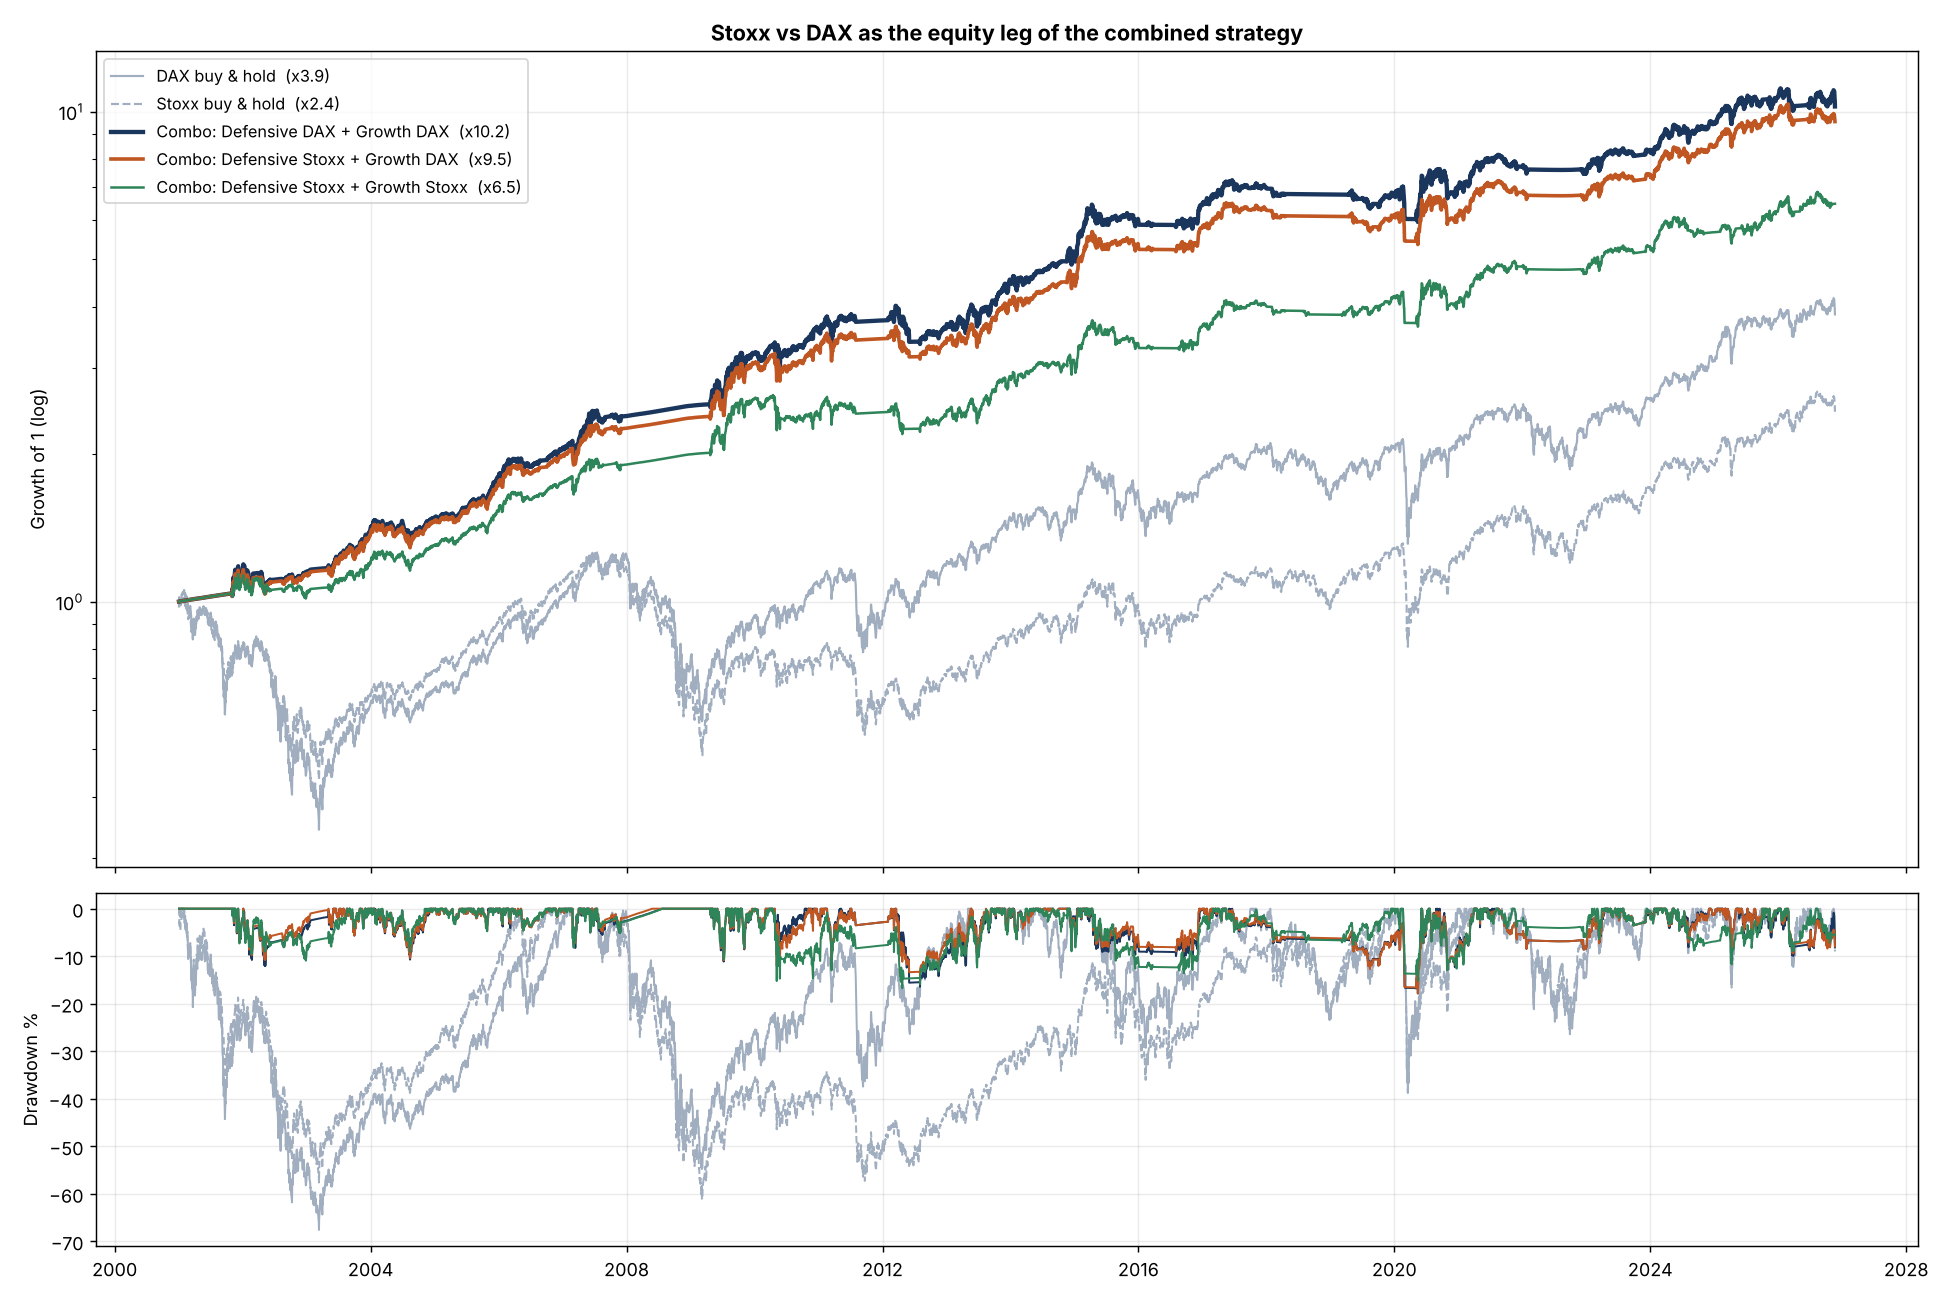 Stoxx vs DAX as the equity leg of the combined strategy
DAX buy & hold (x3.9)
Stoxx buy & hold (x2.4)
Combo: Defensive DAX + Growth DAX (x10.2)
Combo: Defensive Stoxx + Growth DAX (x9.5)
Combo: Defensive Stoxx + Growth Stoxx (x6.5)
Growth of 1 (log)
10¹
10⁰
Drawdown %
0
−10
−20
−30
−40
−50
−60
−70
2000 2004 2008 2012 2016 2020 2024 2028